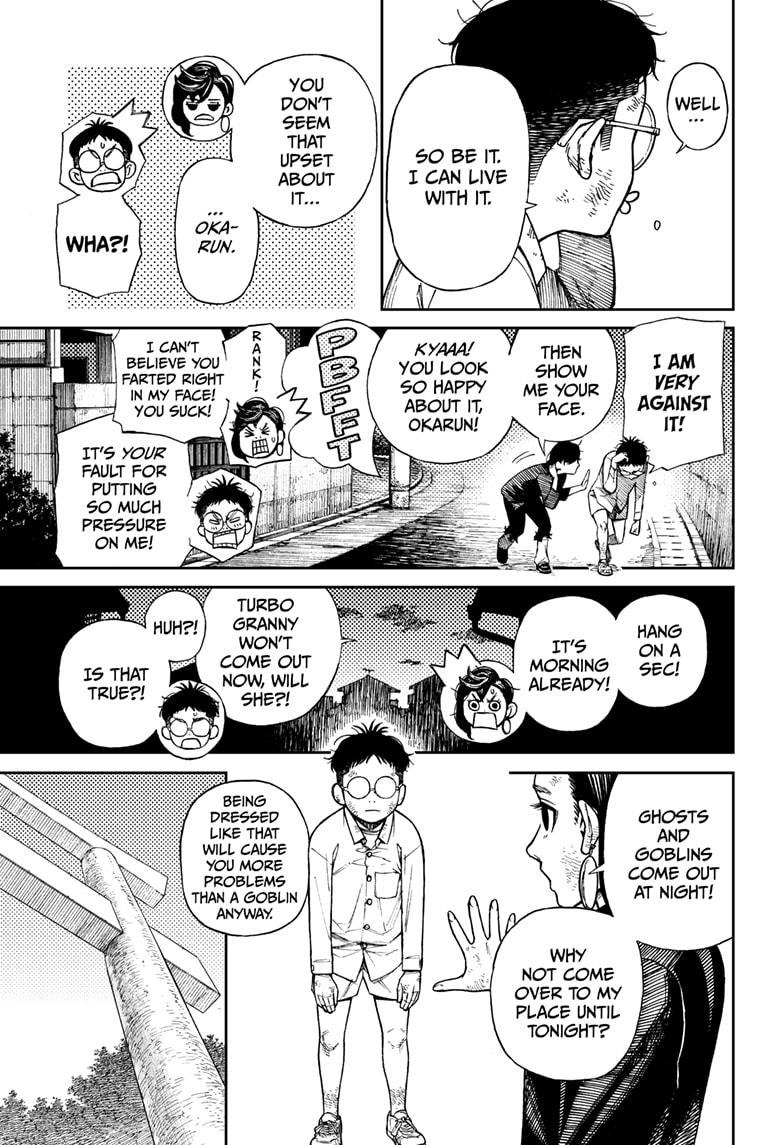 WELL
...
SO BE IT.
I CAN LIVE
WITH IT.
YOU
DON'T
SEEM
THAT
UPSET
ABOUT
IT...
...
OKA-
RUN.
WHA?!
I AM
VERY
AGAINST
IT!
THEN
SHOW
ME YOUR
FACE.
KYAAA!
YOU LOOK
SO HAPPY
ABOUT IT,
OKARUN!
PBFFT
RANK!
I CAN'T
BELIEVE YOU
FARTED RIGHT
IN MY FACE!
YOU SUCK!
IT'S YOUR
FAULT FOR
PUTTING
SO MUCH
PRESSURE
ON ME!
HANG
ON A
SEC!
IT'S
MORNING
ALREADY!
TURBO
GRANNY
WON'T
COME OUT
NOW, WILL
SHE?!
HUH?!
IS THAT
TRUE?!
GHOSTS
AND
GOBLINS
COME OUT
AT NIGHT!
WHY
NOT COME
OVER TO MY
PLACE UNTIL
TONIGHT?
BEING
DRESSED
LIKE THAT
WILL CAUSE
YOU MORE
PROBLEMS
THAN A GOBLIN
ANYWAY.